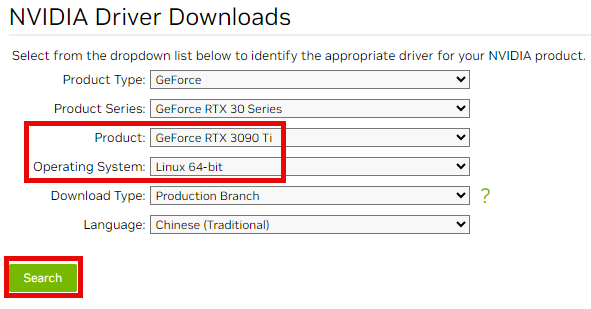 NVIDIA Driver Downloads
Select from the dropdown list below to identify the appropriate driver for your NVIDIA product.
Product Type: GeForce
Product Series: GeForce RTX 30 Series
Product: GeForce RTX 3090 Ti
Operating System: Linux 64-bit
Download Type: Production Branch ?
Language: Chinese (Traditional)
Search